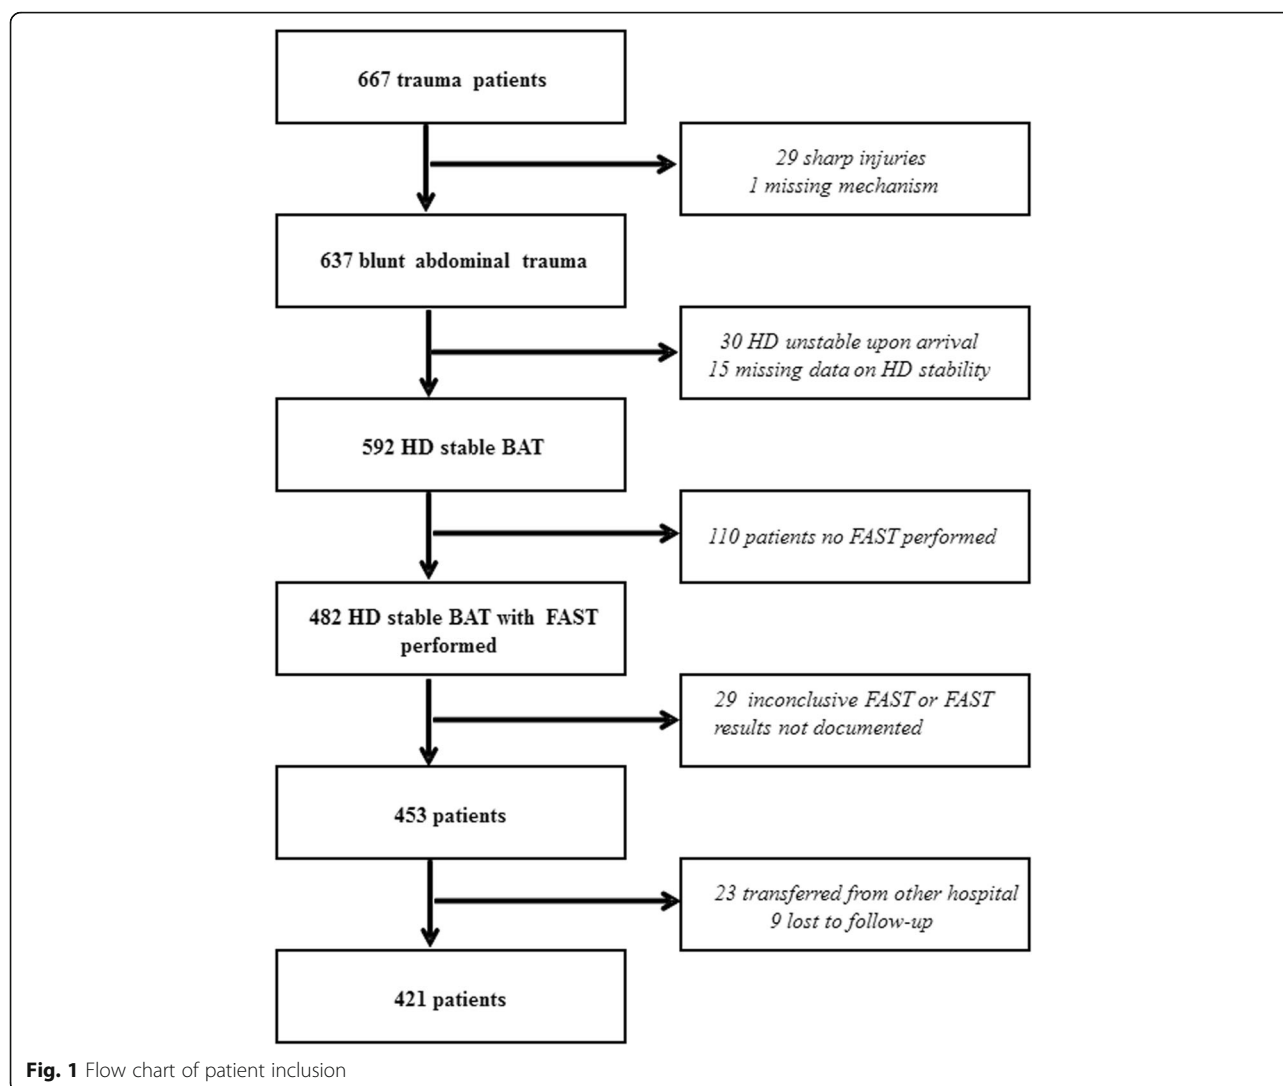 667 trauma patients
29 sharp injuries
1 missing mechanism
637 blunt abdominal trauma
30 HD unstable upon arrival
15 missing data on HD stability
592 HD stable BAT
110 patients no FAST performed
482 HD stable BAT with FAST
performed
29 inconclusive FAST or FAST
results not documented
453 patients
23 transferred from other hospital
9 lost to follow-up
421 patients
Fig. 1 Flow chart of patient inclusion